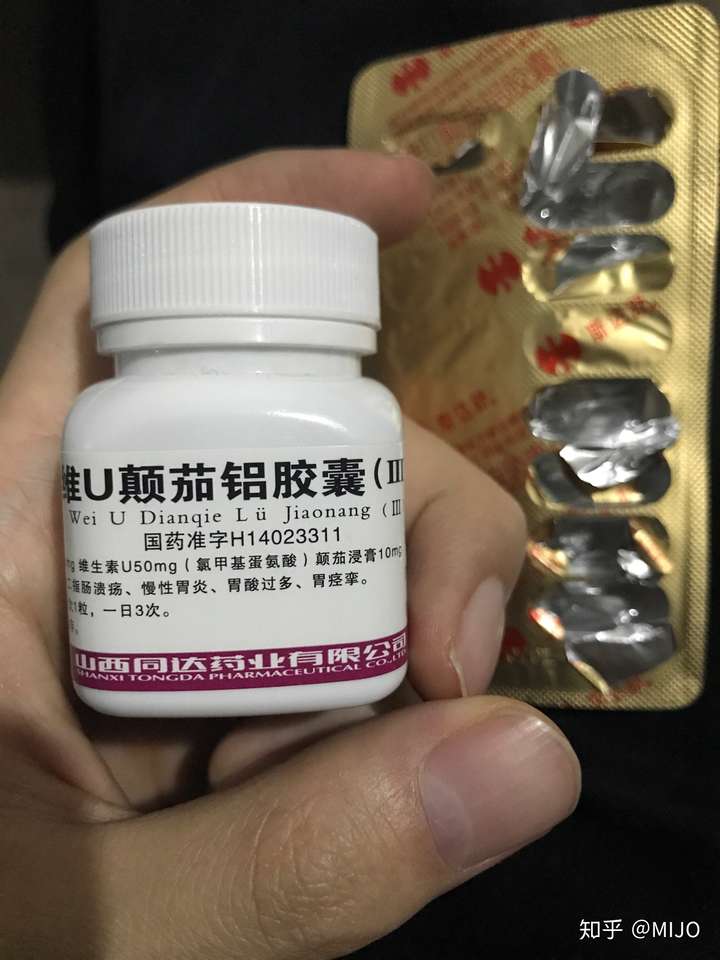 维U颠茄铝胶囊(III
Wei U Dianqie Lü Jiaonang (III
国药准字H14023311
mg 维生素U50mg(氯甲基蛋氨酸)颠茄浸膏10mg
二指肠溃疡、慢性胃炎、胃酸过多、胃痉挛。
次1粒,一日3次。
山西同达药业有限公司
SHANXI TONGDA PHARMACEUTICAL CO.,LTD
知乎 @MIJO